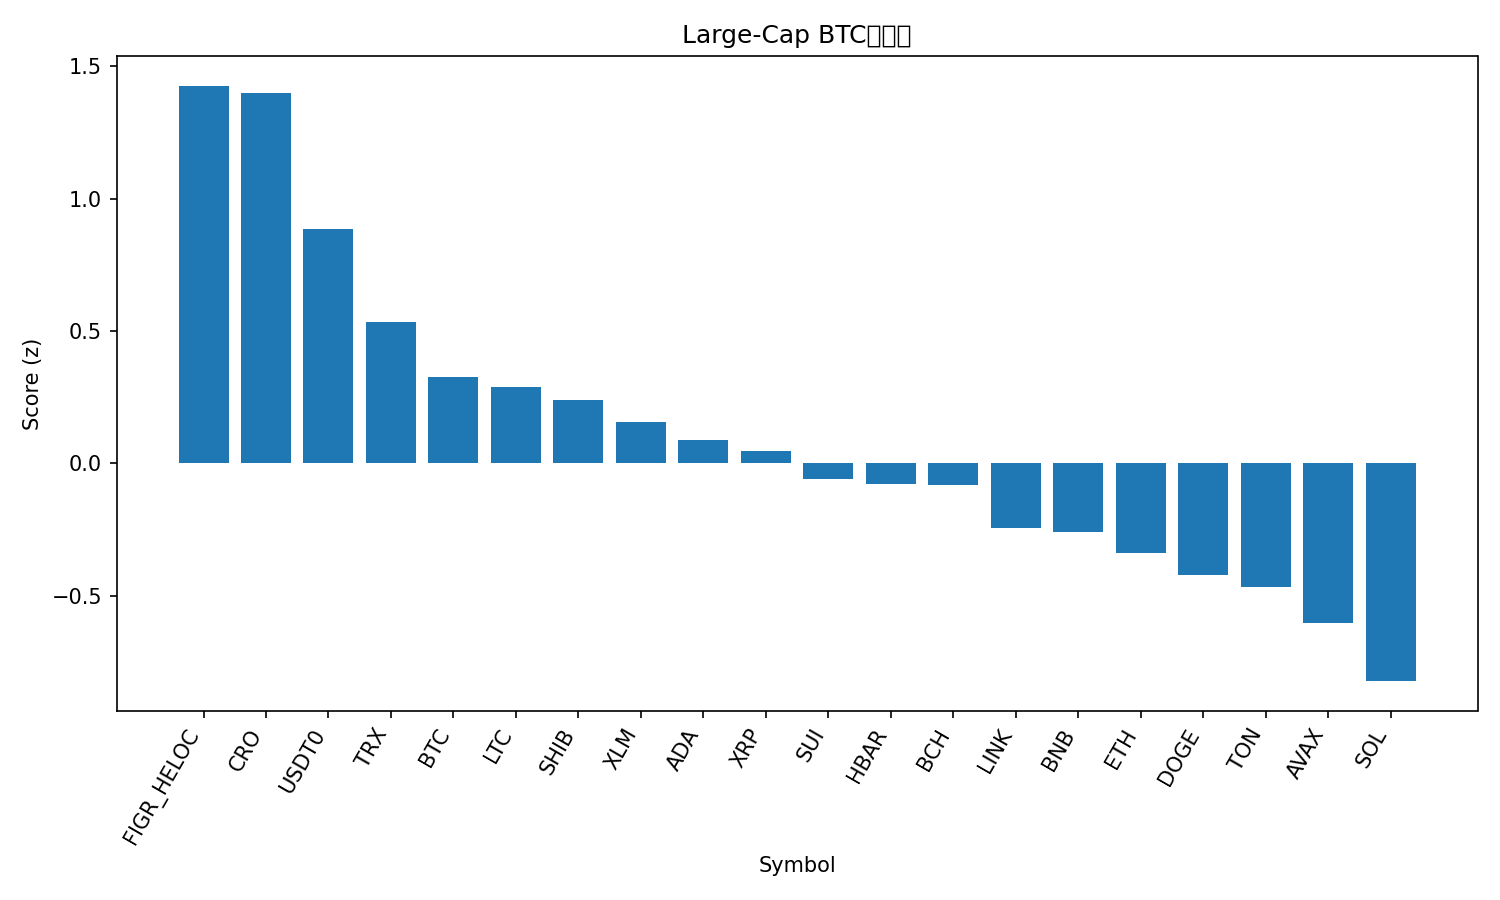 Large-Cap BTC
1.5
1.0
0.5
0.0
−0.5
Score (z)
FIGR_HELOC
CRO
USDT0
TRX
BTC
LTC
SHIB
XLM
ADA
XRP
SUI
HBAR
BCH
LINK
BNB
ETH
DOGE
TON
AVAX
SOL
Symbol